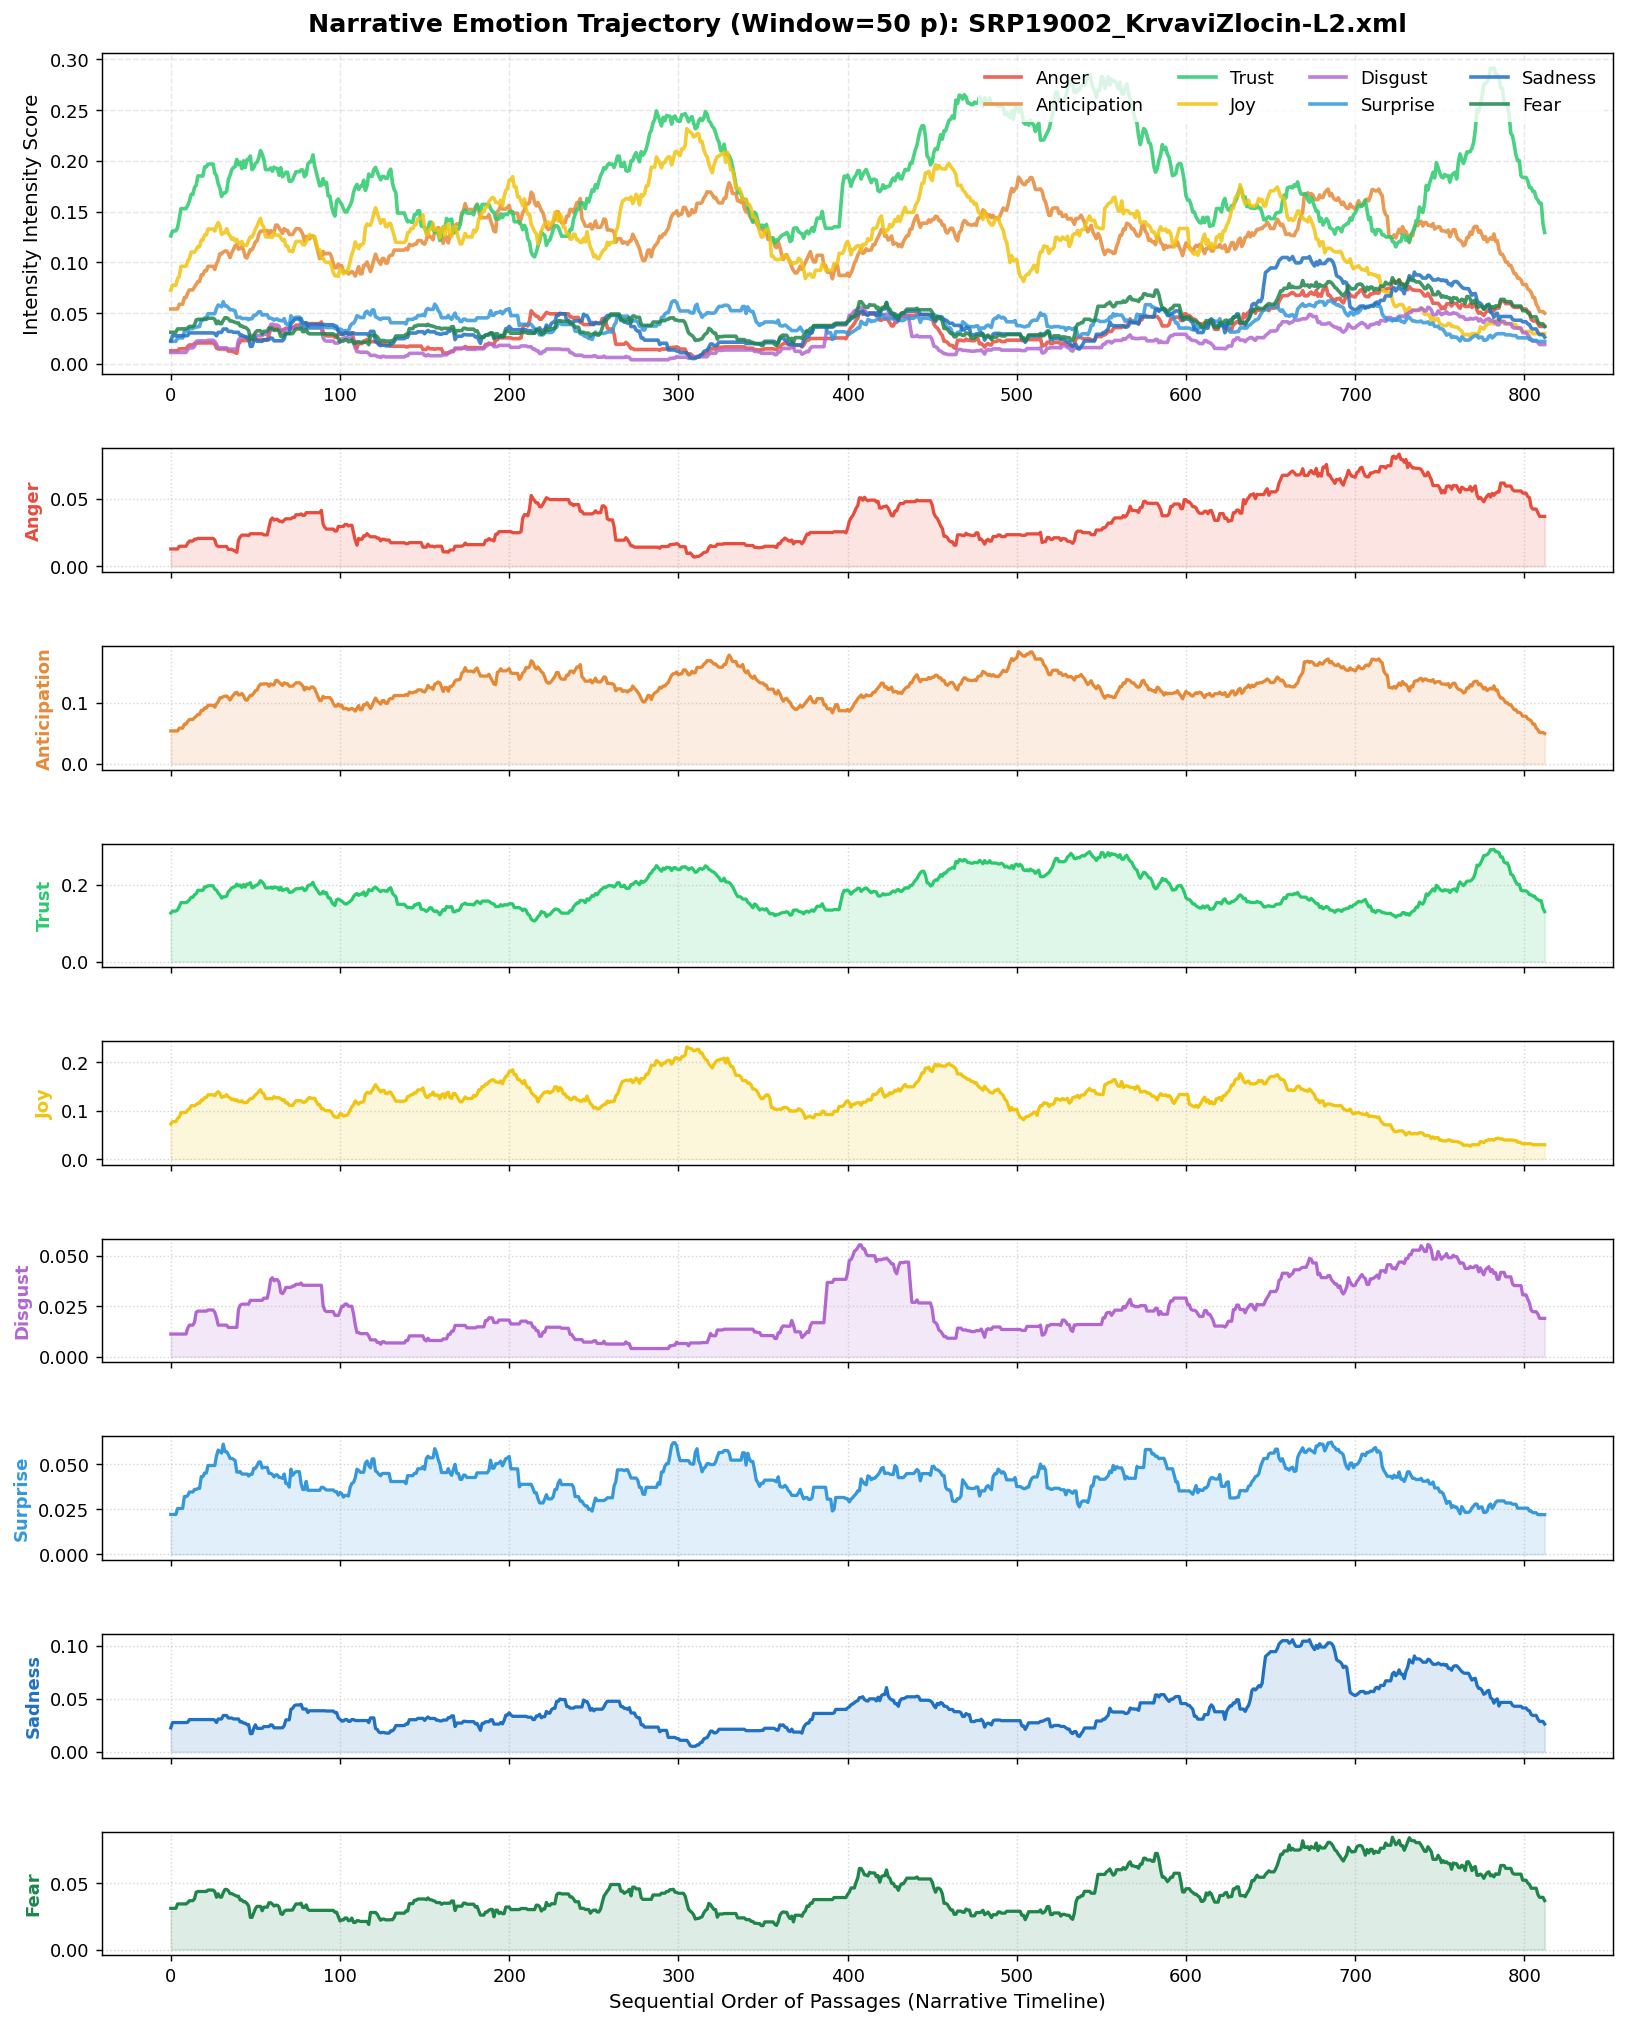 Narrative Emotion Trajectory (Window=50 p): SRP19002_KrvaviZlocin-L2.xml
Intensity Intensity Score
0.30
0.25
0.20
0.15
0.10
0.05
0.00
Anger Trust Disgust Sadness
Anticipation Joy Surprise Fear
0 100 200 300 400 500 600 700 800
Anger
0.05
0.00
Anticipation
0.1
0.0
Trust
0.2
0.0
Joy
0.2
0.1
0.0
Disgust
0.050
0.025
0.000
Surprise
0.050
0.025
0.000
Sadness
0.10
0.05
0.00
Fear
0.05
0.00
0 100 200 300 400 500 600 700 800
Sequential Order of Passages (Narrative Timeline)